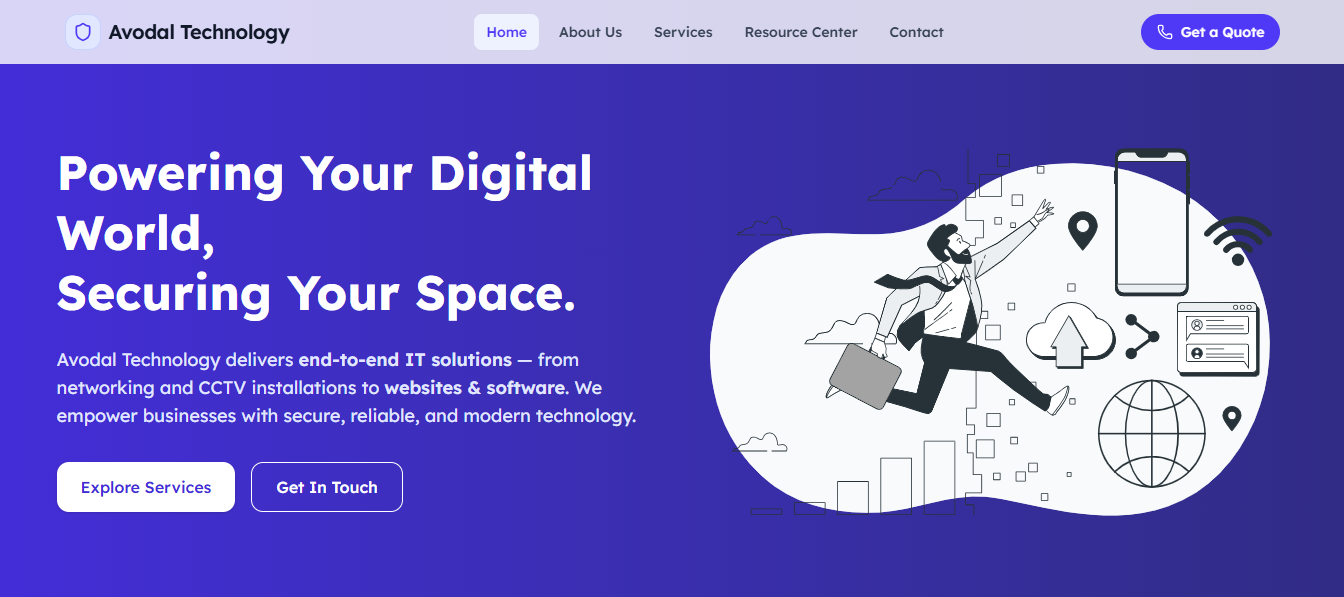 Avodal Technology
Home
About Us
Services
Resource Center
Contact
Get a Quote
Powering Your Digital
World,
Securing Your Space.
Avodal Technology delivers end-to-end IT solutions — from
networking and CCTV installations to websites & software. We
empower businesses with secure, reliable, and modern technology.
Explore Services
Get In Touch